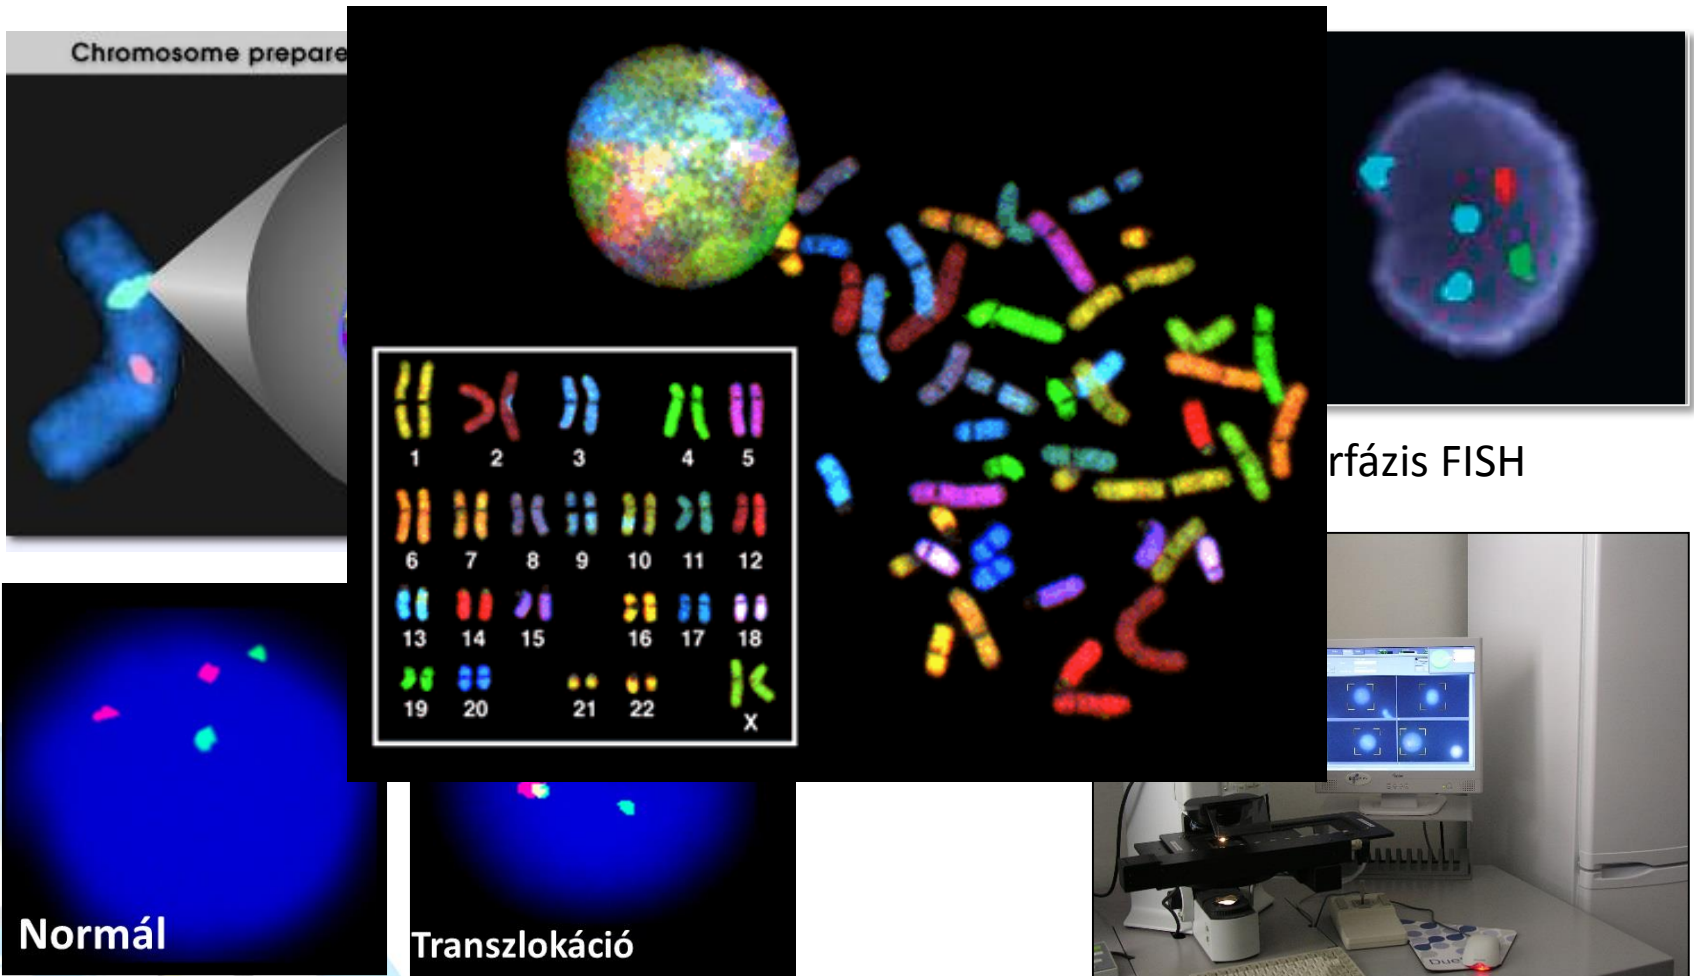 Chromosome prepare
rfázis FISH
1 2 3 4 5
6 7 8 9 10 11 12
13 14 15 16 17 18
19 20 21 22 X
Normál
Transzlokáció
Due